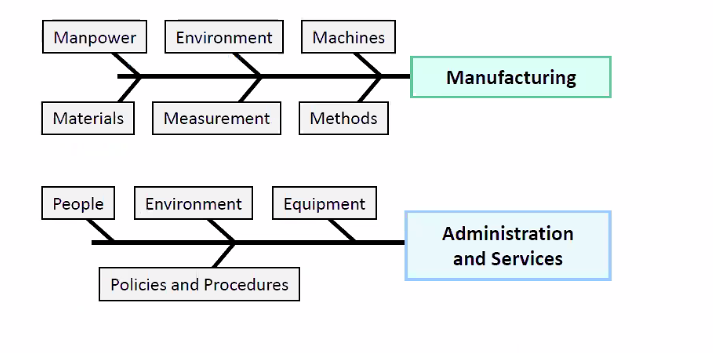 Manpower
Environment
Machines
Manufacturing
Materials
Measurement
Methods
People
Environment
Equipment
Administration
and Services
Policies and Procedures